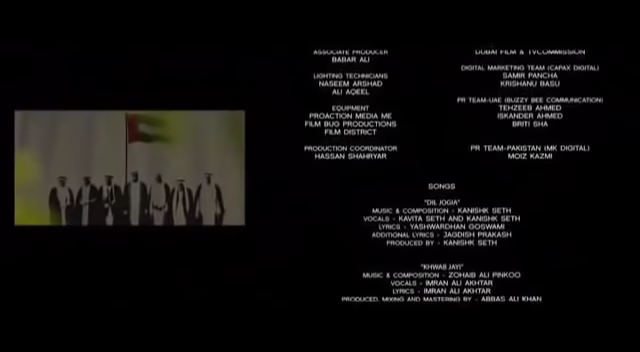 ASSOCIATE PRODUCER
BABAR ALI
LIGHTING TECHNICIANS
NASEEM ARSHAD
ALI AQEEL
EQUIPMENT
PROACTION MEDIA ME
FILM BUG PRODUCTIONS
FILM DISTRICT
PRODUCTION COORDINATOR
HASSAN SHAHRYAR
DUBAI FILM & TVCOMMISSION
DIGITAL MARKETING TEAM (CAPAX DIGITAL)
SAMIR PANCHA
KRISHANU BASU
PR TEAM-UAE (BUZZY BEE COMMUNICATION)
TEHZEEB AHMED
ISKANDER AHMED
BRITI SHA
PR TEAM-PAKISTAN (MK DIGITAL)
MOIZ KAZMI
SONGS
"DIL JOGIA"
MUSIC & COMPOSITION - KANISHK SETH
VOCALS - KAVITA SETH AND KANISHK SETH
LYRICS - YASHWARDHAN GOSWAMI
ADDITIONAL LYRICS - JAGDISH PRAKASH
PRODUCED BY - KANISHK SETH
"KHWAB JAYI"
MUSIC & COMPOSITION - ZOHAIB ALI PINKOO
VOCALS - IMRAN ALI AKHTAR
LYRICS - IMRAN ALI AKHTAR
PRODUCED, MIXING AND MASTERING BY - ABBAS ALI KHAN